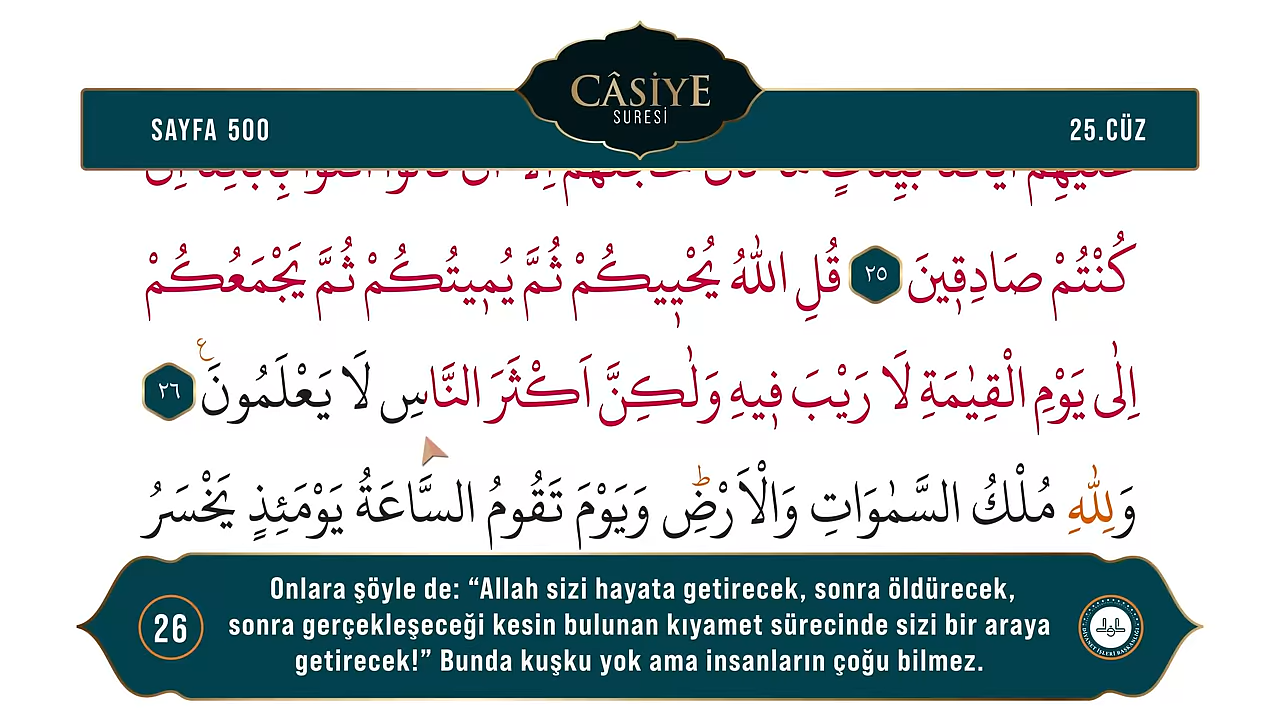 CÂSİYE
SURESİ
SAYFA 500
25.CÜZ
كُنْتُمْ صَادِقٖينَ ٢٥ قُلِ اللّٰهُ يُحْيٖيكُمْ ثُمَّ يُمٖيتُكُمْ ثُمَّ يَجْمَعُكُمْ
اِلٰى يَوْمِ الْقِيٰمَةِ لَا رَيْبَ فٖيهِ وَلٰكِنَّ اَكْثَرَ النَّاسِ لَا يَعْلَمُونَ ع ٢٦
وَلِلّٰهِ مُلْكُ السَّمٰوَاتِ وَالْاَرْضِؕ وَيَوْمَ تَقُومُ السَّاعَةُ يَوْمَئِذٍ يَخْسَرُ
26
Onlara şöyle de: “Allah sizi hayata getirecek, sonra öldürecek,
sonra gerçekleşeceği kesin bulunan kıyamet sürecinde sizi bir araya
getirecek!” Bunda kuşku yok ama insanların çoğu bilmez.